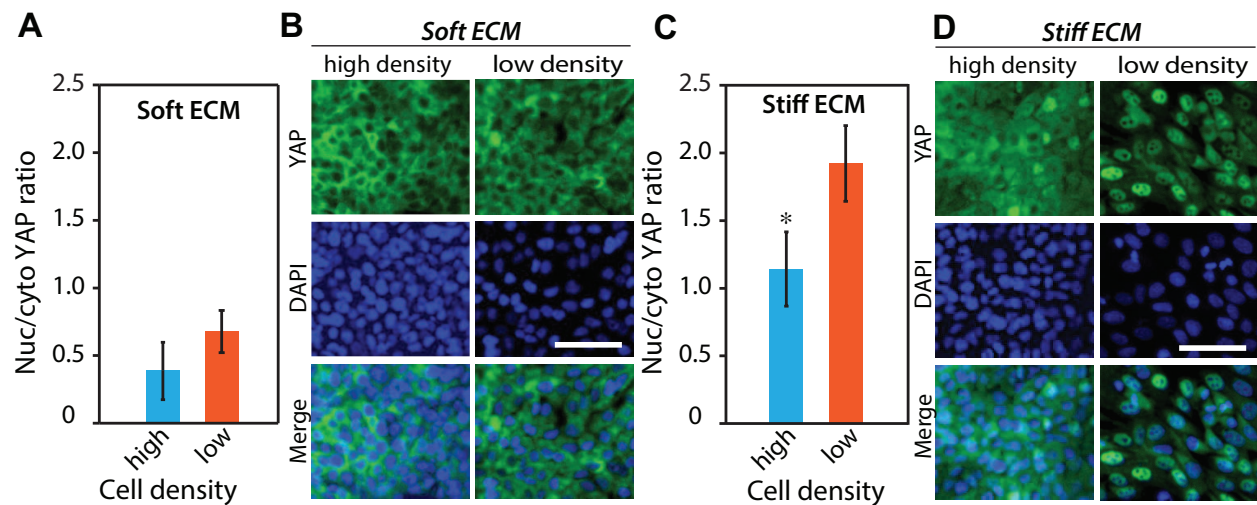 A
Soft ECM
2.5
2.0
1.5
1.0
0.5
0
Nuc/cyto YAP ratio
high
low
Cell density
B
Soft ECM
high density
low density
YAP
DAPI
Merge
C
Stiff ECM
2.5
2.0
1.5
1.0
0.5
0
Nuc/cyto YAP ratio
*
high
low
Cell density
D
Stiff ECM
high density
low density
YAP
DAPI
Merge